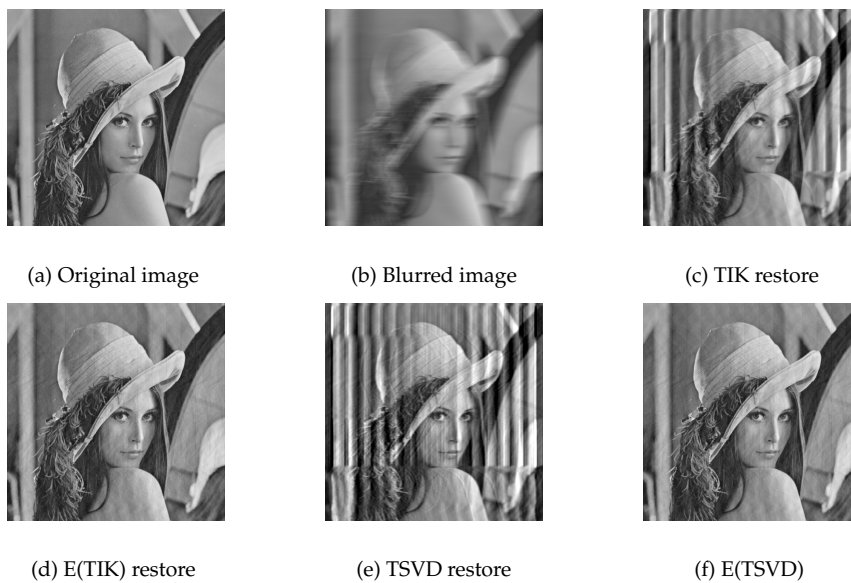 (a) Original image
(b) Blurred image
(c) TIK restore
(d) E(TIK) restore
(e) TSVD restore
(f) E(TSVD)